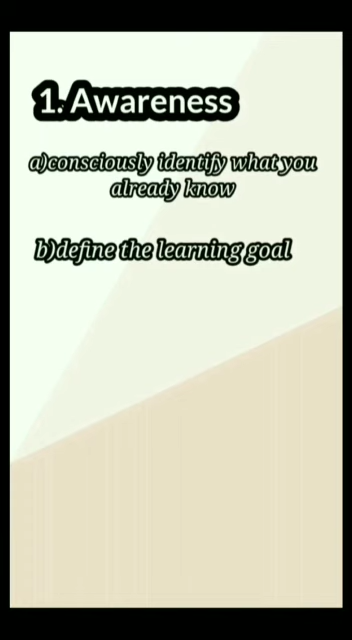 1. Awareness
a)consciously identify what you
already know
b)define the learning goal